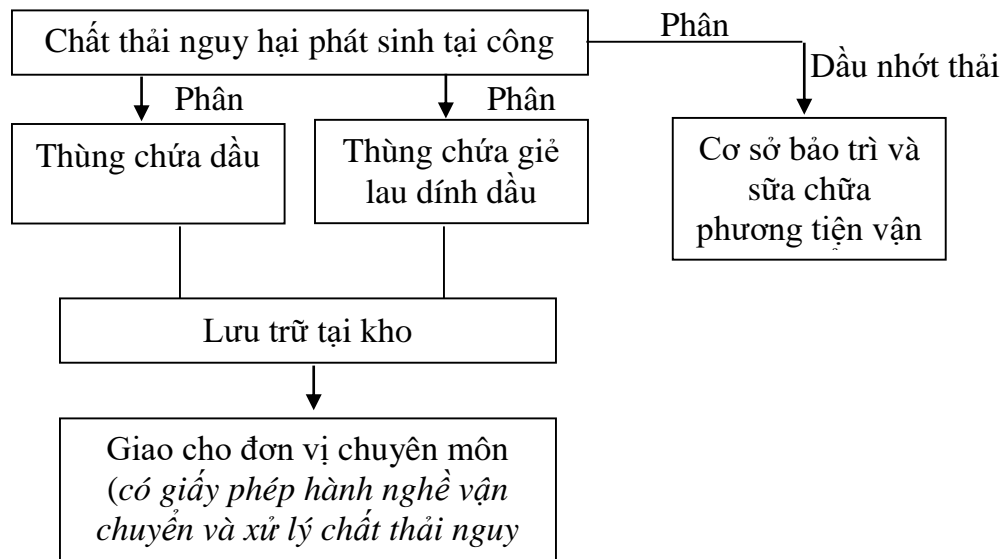 Chất thải nguy hại phát sinh tại công
Phân
Dầu nhớt thải
Phân
Phân
Thùng chứa dầu
Thùng chứa giẻ
lau dính dầu
Cơ sở bảo trì và
sữa chữa
phương tiện vận
Lưu trữ tại kho
Giao cho đơn vị chuyên môn
(có giấy phép hành nghề vận
chuyển và xử lý chất thải nguy